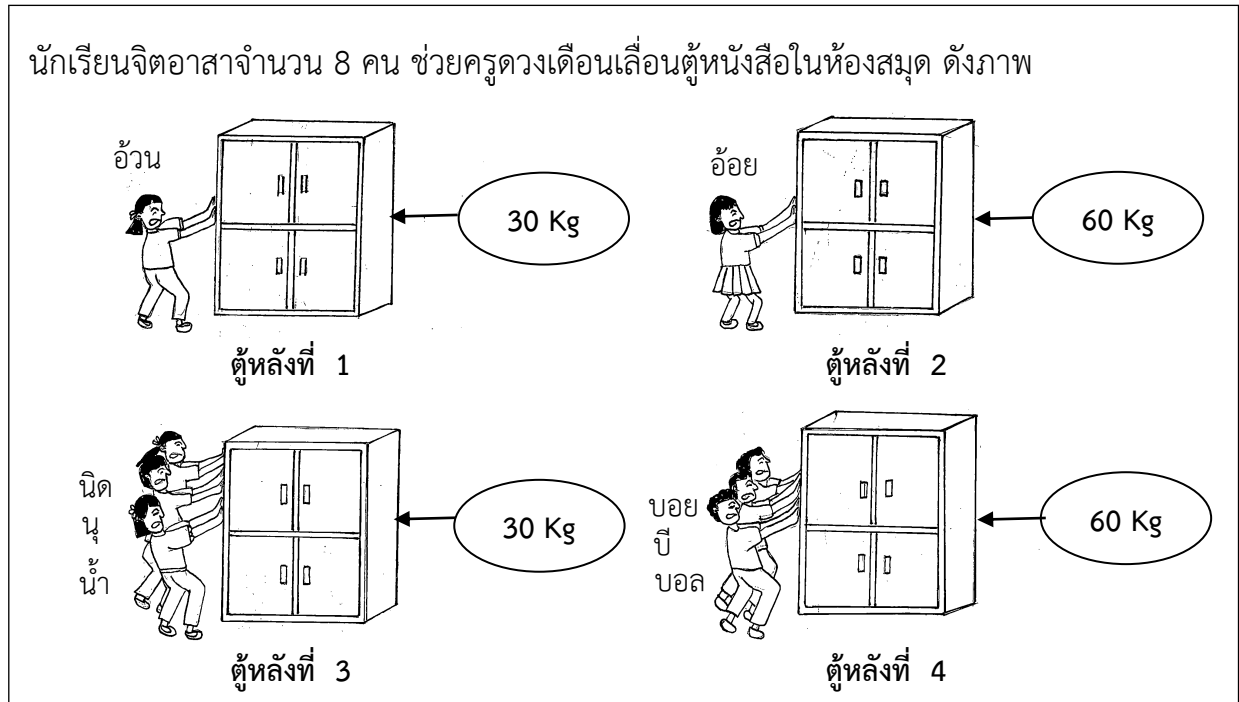 นักเรียนจิตอาสาจำนวน 8 คน ช่วยครูดวงเดือนเลื่อนตู้หนังสือในห้องสมุด ดังภาพ
อ้วน
30 Kg
ตู้หลังที่ 1
อ้อย
60 Kg
ตู้หลังที่ 2
นิด
นุ
น้ำ
30 Kg
ตู้หลังที่ 3
บอย
บี
บอล
60 Kg
ตู้หลังที่ 4